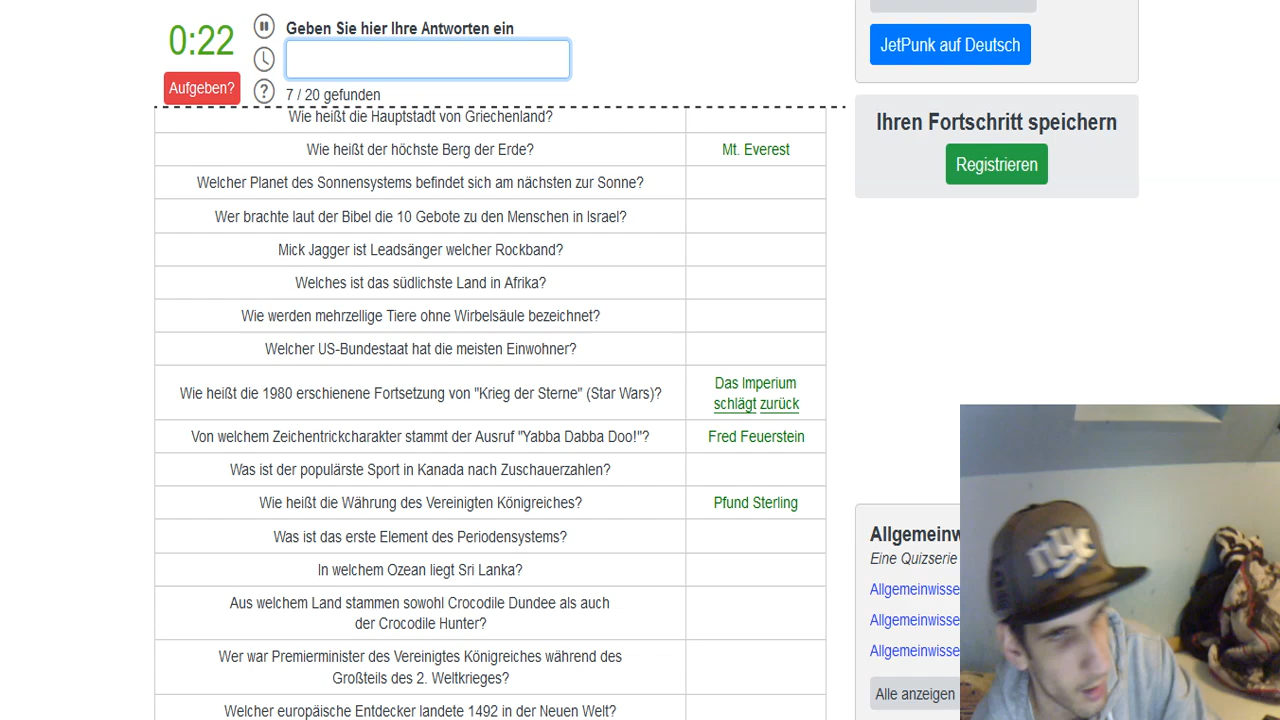 0:22
Aufgeben?
Geben Sie hier Ihre Antworten ein
7 / 20 gefunden
Wie heißt die Hauptstadt von Griechenland?
Wie heißt der höchste Berg der Erde?
Mt. Everest
Welcher Planet des Sonnensystems befindet sich am nächsten zur Sonne?
Wer brachte laut der Bibel die 10 Gebote zu den Menschen in Israel?
Mick Jagger ist Leadsänger welcher Rockband?
Welches ist das südlichste Land in Afrika?
Wie werden mehrzellige Tiere ohne Wirbelsäule bezeichnet?
Welcher US-Bundestaat hat die meisten Einwohner?
Wie heißt die 1980 erschienene Fortsetzung von "Krieg der Sterne" (Star Wars)?
Das Imperium
schlägt zurück
Von welchem Zeichentrickcharakter stammt der Ausruf "Yabba Dabba Doo!"?
Fred Feuerstein
Was ist der populärste Sport in Kanada nach Zuschauerzahlen?
Wie heißt die Währung des Vereinigten Königreiches?
Pfund Sterling
Was ist das erste Element des Periodensystems?
In welchem Ozean liegt Sri Lanka?
Aus welchem Land stammen sowohl Crocodile Dundee als auch
der Crocodile Hunter?
Wer war Premierminister des Vereinigtes Königreiches während des
Großteils des 2. Weltkrieges?
Welcher europäische Entdecker landete 1492 in der Neuen Welt?
JetPunk auf Deutsch
Ihren Fortschritt speichern
Registrieren
Allgemeinw
Eine Quizserie
Allgemeinwisse
Allgemeinwisse
Allgemeinwisse
Alle anzeigen
nyc